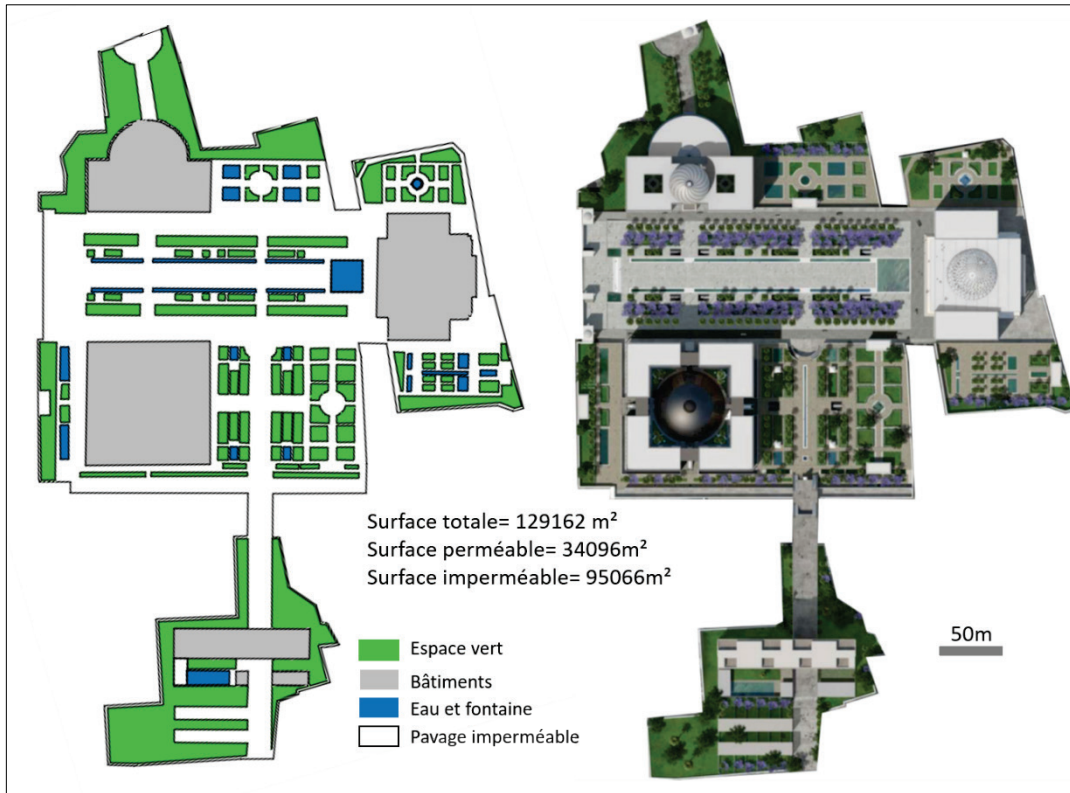 Surface totale= 129162 m²
Surface perméable= 34096m²
Surface imperméable= 95066m²
50m
Espace vert
Bâtiments
Eau et fontaine
Pavage imperméable